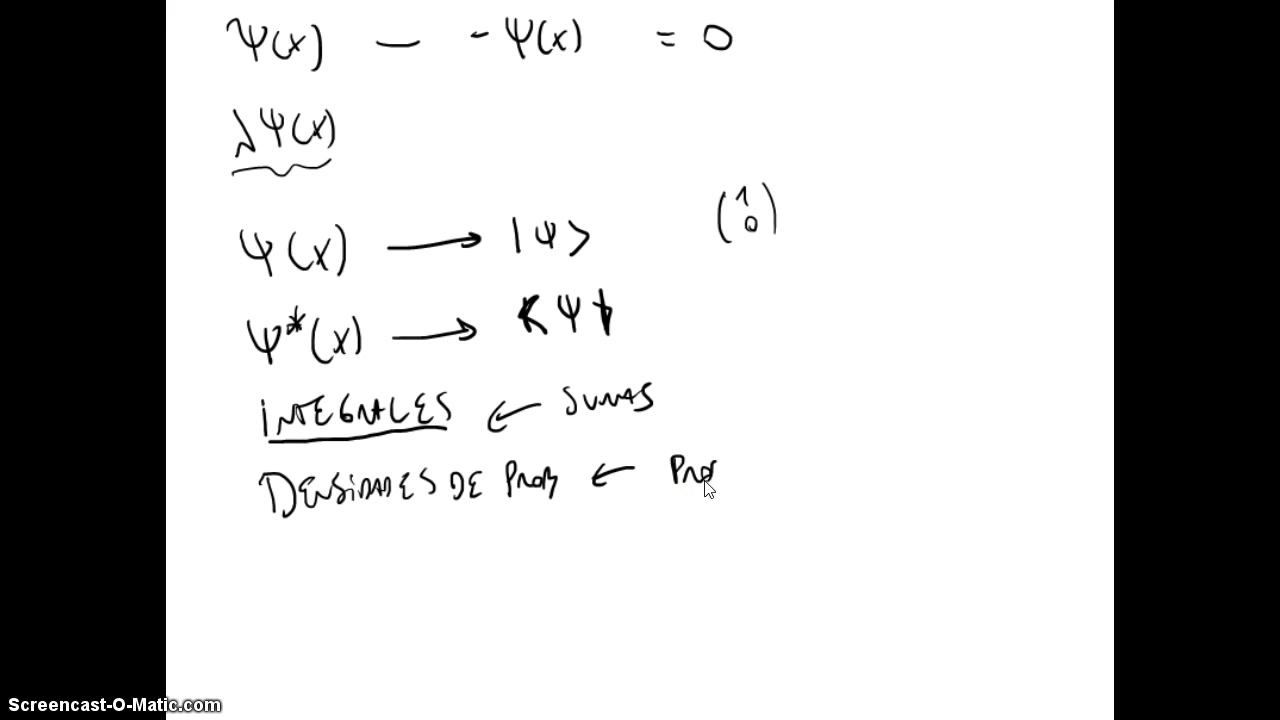 Ψ(x) — -Ψ(x) = 0
λΨ(x)
Ψ(x) → |Ψ> (1 0)
Ψ*(x) → <Ψ|
INTEGRALES ← SUMAS
DENSIDADES DE PROB ← PROB
Screencast-O-Matic.com